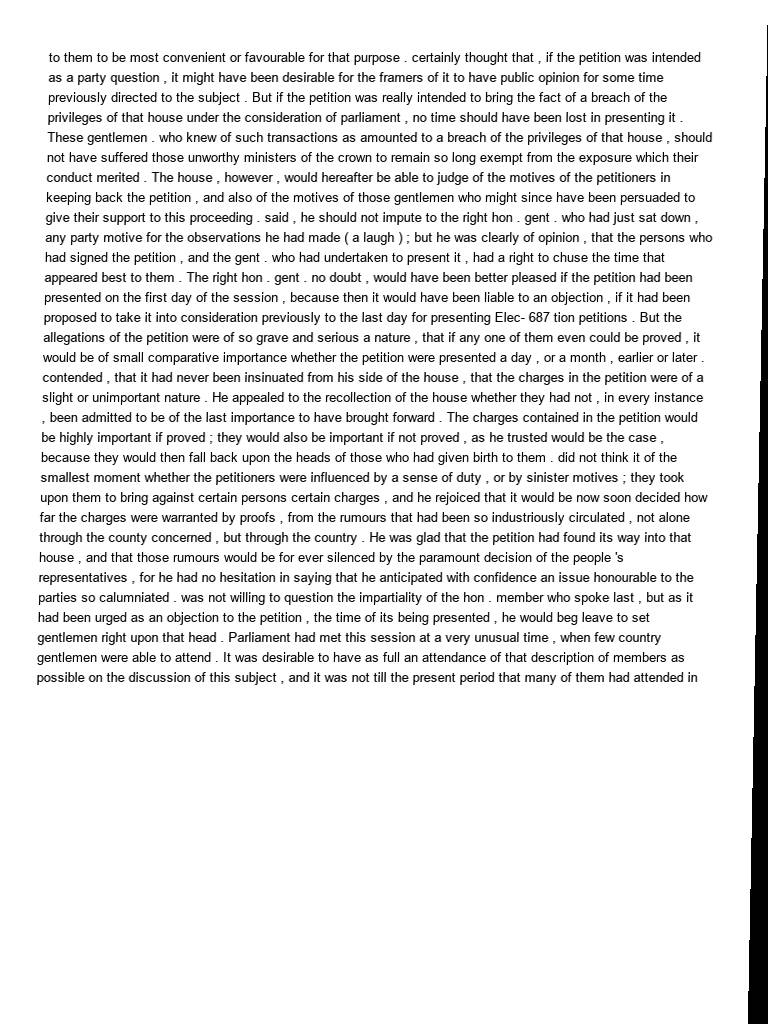 to them to be most convenient or favourable for that purpose . certainly thought that , if the petition was intended
as a party question , it might have been desirable for the framers of it to have public opinion for some time
previously directed to the subject . But if the petition was really intended to bring the fact of a breach of the
privileges of that house under the consideration of parliament , no time should have been lost in presenting it .
These gentlemen . who knew of such transactions as amounted to a breach of the privileges of that house , should
not have suffered those unworthy ministers of the crown to remain so long exempt from the exposure which their
conduct merited . The house , however , would hereafter be able to judge of the motives of the petitioners in
keeping back the petition , and also of the motives of those gentlemen who might since have been persuaded to
give their support to this proceeding . said , he should not impute to the right hon . gent . who had just sat down ,
any party motive for the observations he had made ( a laugh ) ; but he was clearly of opinion , that the persons who
had signed the petition , and the gent . who had undertaken to present it , had a right to chuse the time that
appeared best to them . The right hon . gent . no doubt , would have been better pleased if the petition had been
presented on the first day of the session , because then it would have been liable to an objection , if it had been
proposed to take it into consideration previously to the last day for presenting Elec- 687 tion petitions . But the
allegations of the petition were of so grave and serious a nature , that if any one of them even could be proved , it
would be of small comparative importance whether the petition were presented a day , or a month , earlier or later .
contended , that it had never been insinuated from his side of the house , that the charges in the petition were of a
slight or unimportant nature . He appealed to the recollection of the house whether they had not , in every instance
, been admitted to be of the last importance to have brought forward . The charges contained in the petition would
be highly important if proved ; they would also be important if not proved , as he trusted would be the case ,
because they would then fall back upon the heads of those who had given birth to them . did not think it of the
smallest moment whether the petitioners were influenced by a sense of duty , or by sinister motives ; they took
upon them to bring against certain persons certain charges , and he rejoiced that it would be now soon decided how
far the charges were warranted by proofs , from the rumours that had been so industriously circulated , not alone
through the county concerned , but through the country . He was glad that the petition had found its way into that
house , and that those rumours would be for ever silenced by the paramount decision of the people 's
representatives , for he had no hesitation in saying that he anticipated with confidence an issue honourable to the
parties so calumniated . was not willing to question the impartiality of the hon . member who spoke last , but as it
had been urged as an objection to the petition , the time of its being presented , he would beg leave to set
gentlemen right upon that head . Parliament had met this session at a very unusual time , when few country
gentlemen were able to attend . It was desirable to have as full an attendance of that description of members as
possible on the discussion of this subject , and it was not till the present period that many of them had attended in